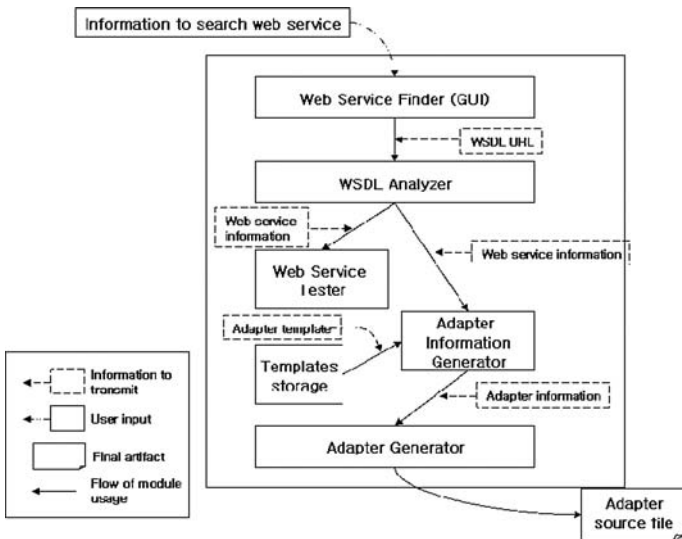 Information to search web service
Web Service Finder (GUI)
WSDL URL
WSDL Analyzer
Web service
information
Web service information
Web Service
Tester
Adapter template
Adapter
Information
Generator
Templates
storage
Adapter information
Adapter Generator
Adapter
source file
Information to
transmit
User input
Final artifact
Flow of module
usage